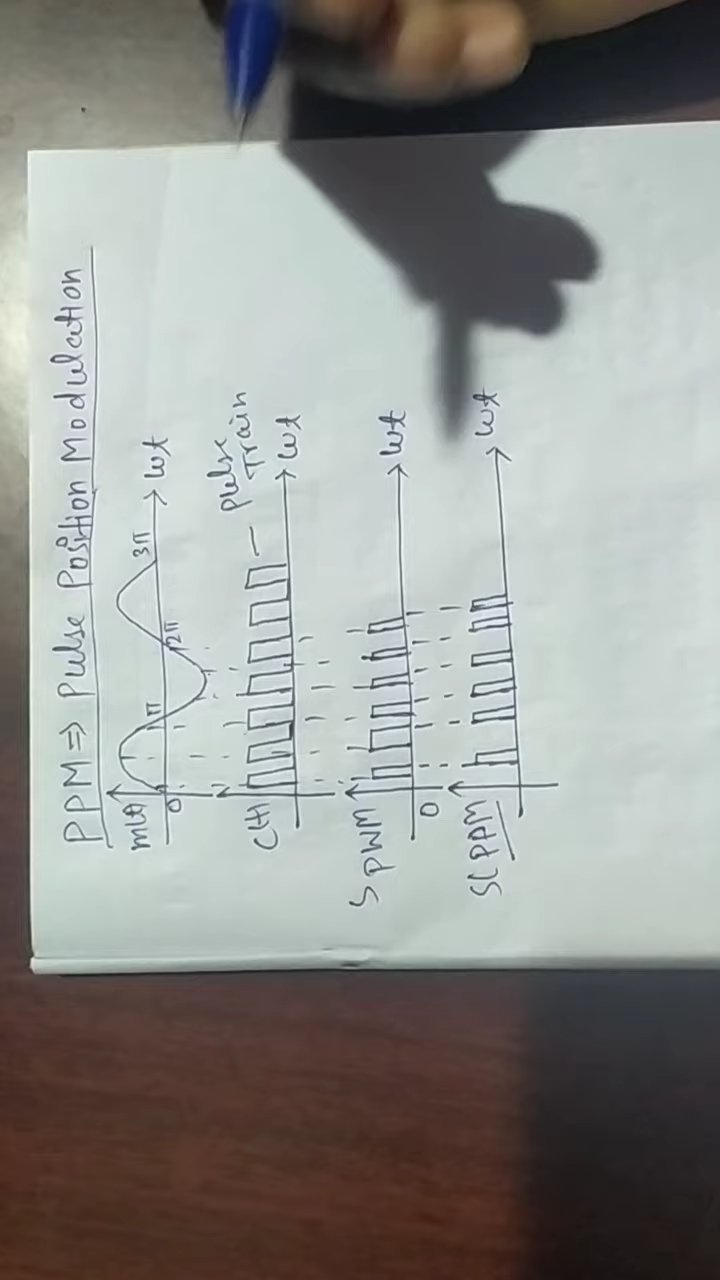 PPM ⇒ Pulse Position Modulation
m(t)
0 π 2π 3π ωt
c(t)
Pulse
Train
ωt
S PWM
0
ωt
S( PPM
ωt